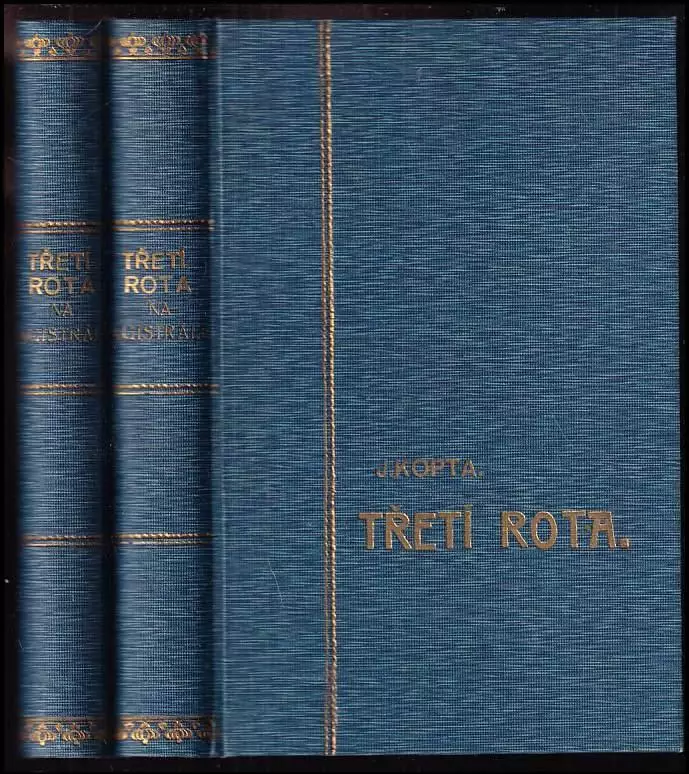 TŘETÍ
ROTA
NA
TŘETÍ
ROTA
NA
J.KOPTA.
TŘETÍ ROTA.